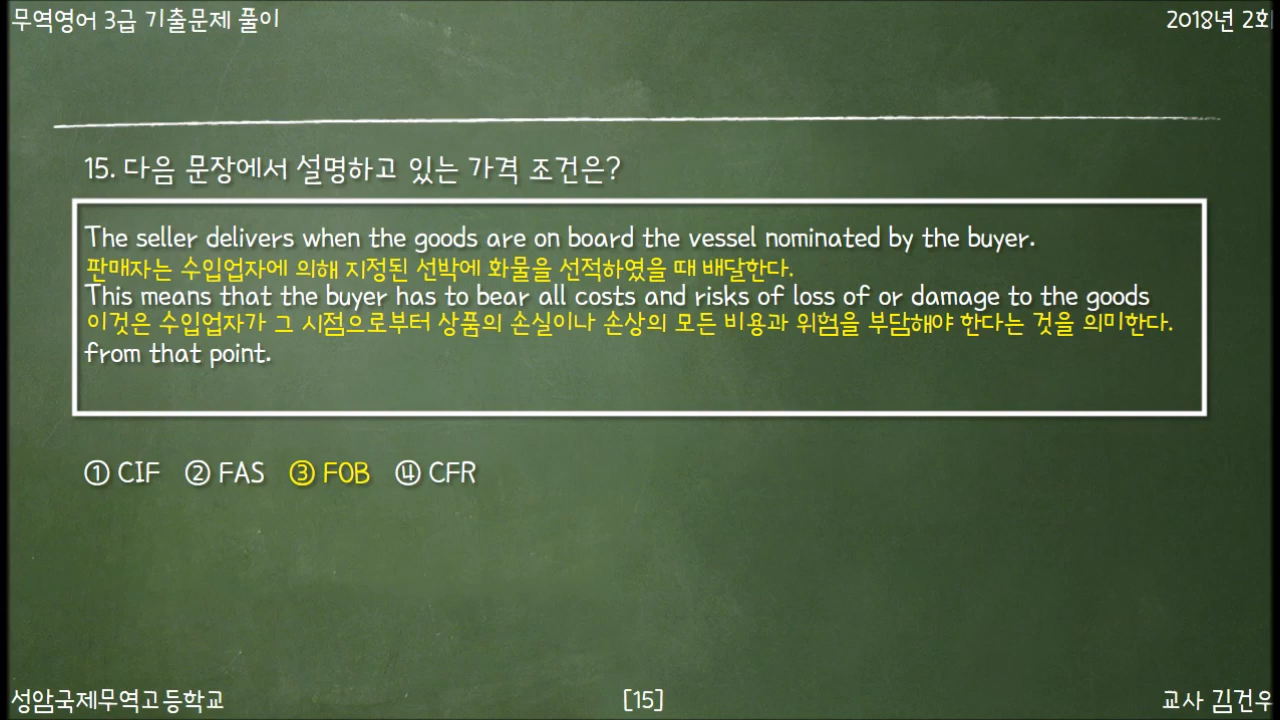 무역영어 3급 기출문제 풀이
2018년 2회
15. 다음 문장에서 설명하고 있는 가격 조건은?
The seller delivers when the goods are on board the vessel nominated by the buyer.
판매자는 수입업자에 의해 지정된 선박에 화물을 선적하였을 때 배달한다.
This means that the buyer has to bear all costs and risks of loss of or damage to the goods
이것은 수입업자가 그 시점으로부터 상품의 손실이나 손상의 모든 비용과 위험을 부담해야 한다는 것을 의미한다.
from that point.
① CIF ② FAS ③ FOB ④ CFR
성암국제무역고등학교
[15]
교사 김건우